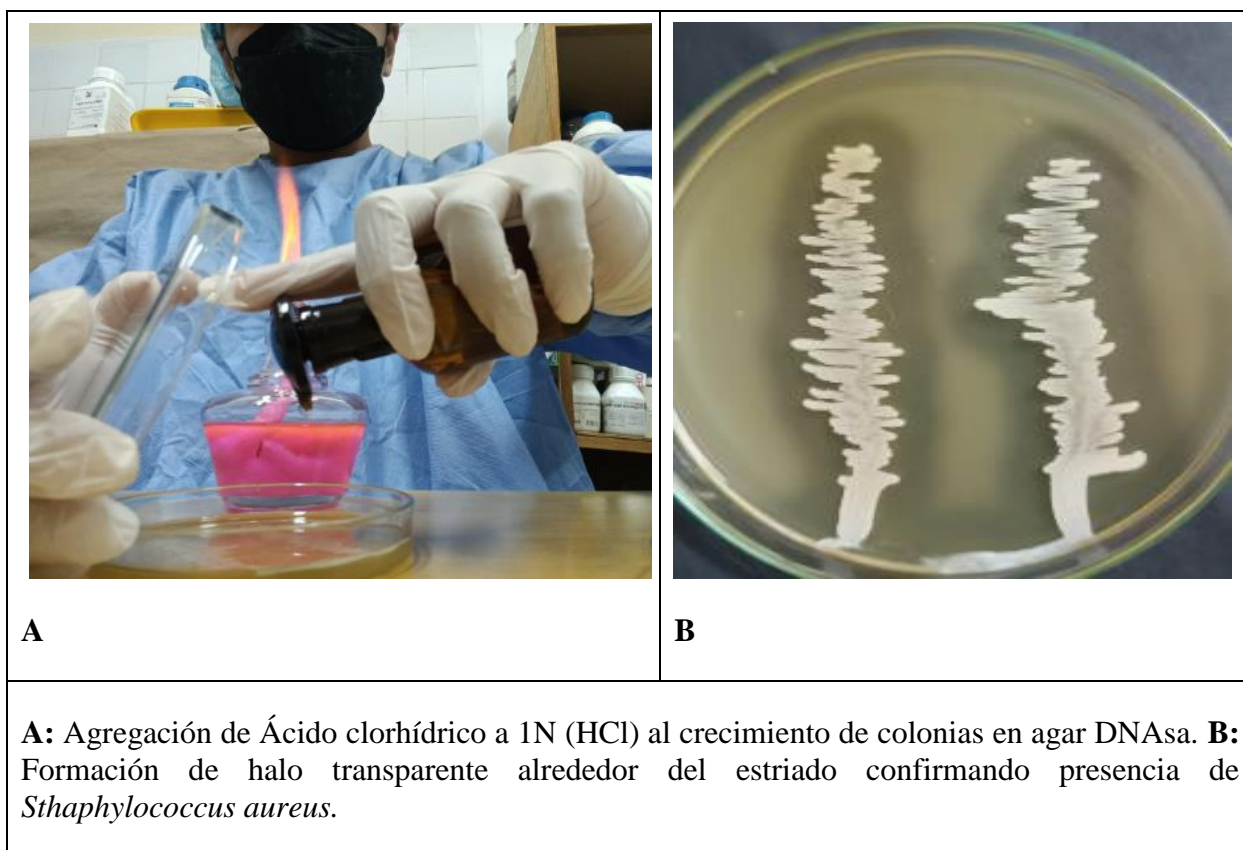 A
B
A: Agregación de Ácido clorhídrico a 1N (HCl) al crecimiento de colonias en agar DNAsa. B:
Formación de halo transparente alrededor del estriado confirmando presencia de
Sthaphylococcus aureus.